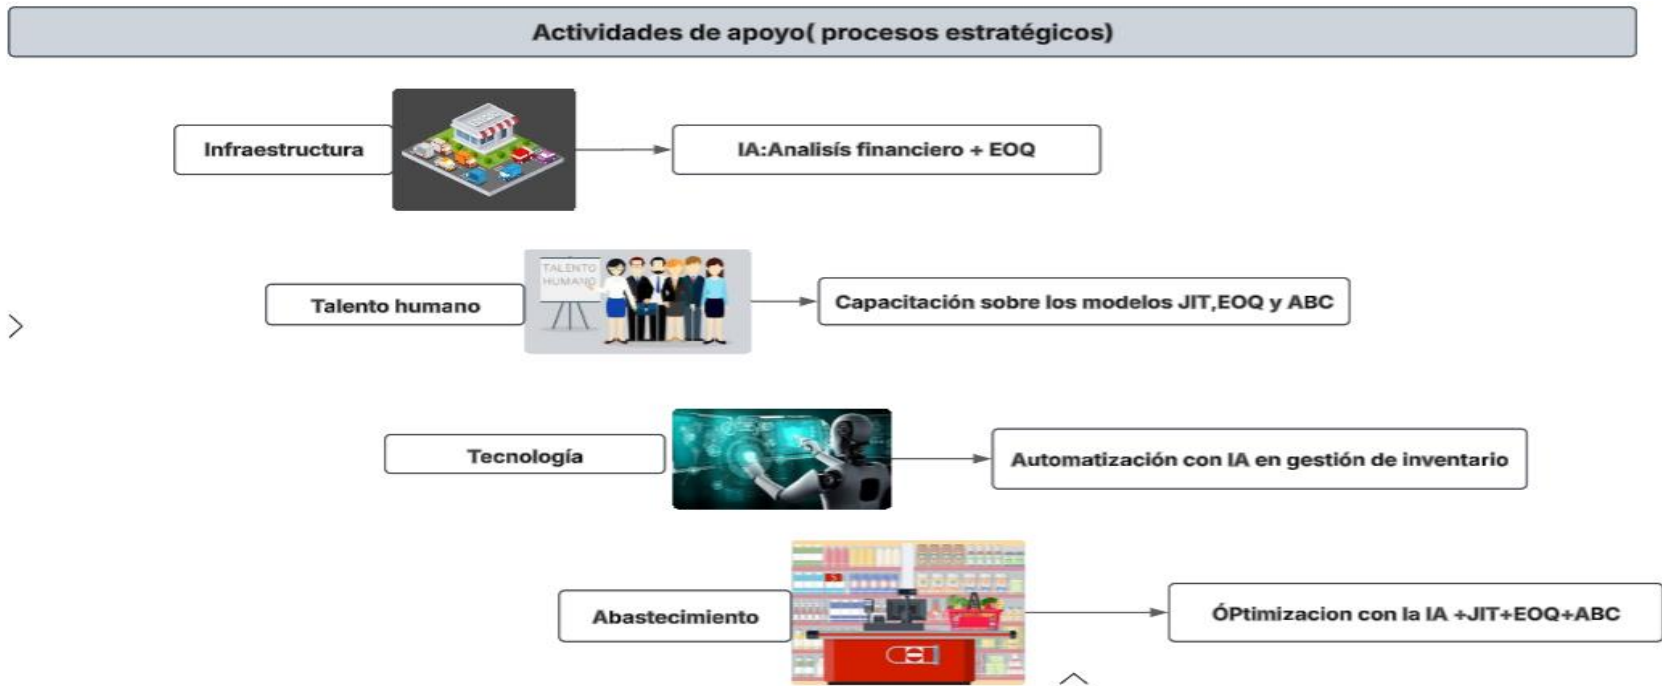 Actividades de apoyo( procesos estratégicos)
Infraestructura
IA:Analisís financiero + EOQ
TALENTO
HUMANO
Talento humano
Capacitación sobre los modelos JIT,EOQ y ABC
Tecnología
Automatización con IA en gestión de inventario
Abastecimiento
ÓPtimizacion con la IA +JIT+EOQ+ABC